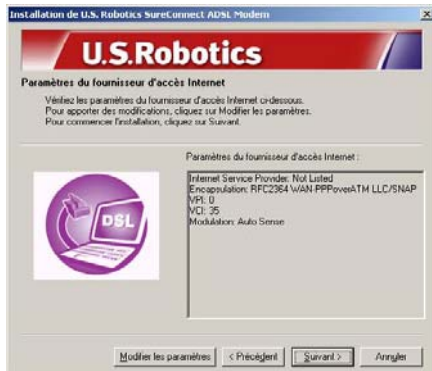 Installation de U.S. Robotics SureConnect ADSL Modem
U.S.Robotics
Paramètres du fournisseur d'accès Internet
Vérifiez les paramètres du fournisseur d'accès Internet ci-dessous.
Pour apporter des modifications, cliquez sur Modifier les paramètres.
Pour commencer l'installation, cliquez sur Suivant.
Paramètres du fournisseur d'accès Internet :
Internet Service Provider: Not Listed
Encapsulation: RFC2364 WAN-PPPoverATM LLC/SNAP
VPI: 0
VCI: 35
Modulation: Auto Sense
DSL
Modifier les paramètres
< Précédent
Suivant >
Annuler